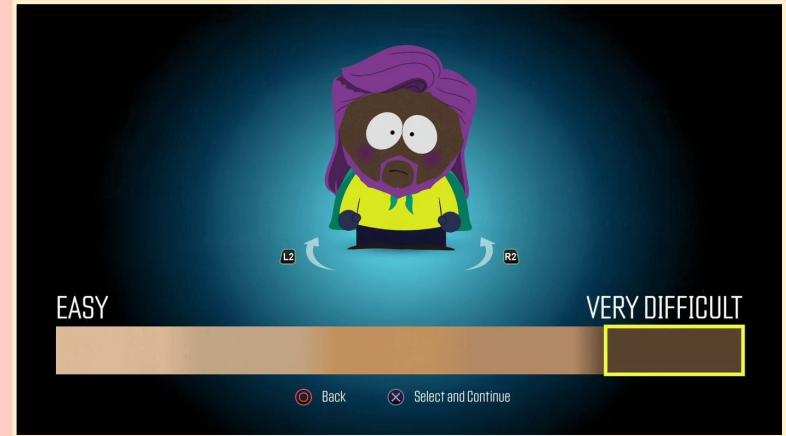 L2
R2
EASY
VERY DIFFICULT
Back
Select and Continue